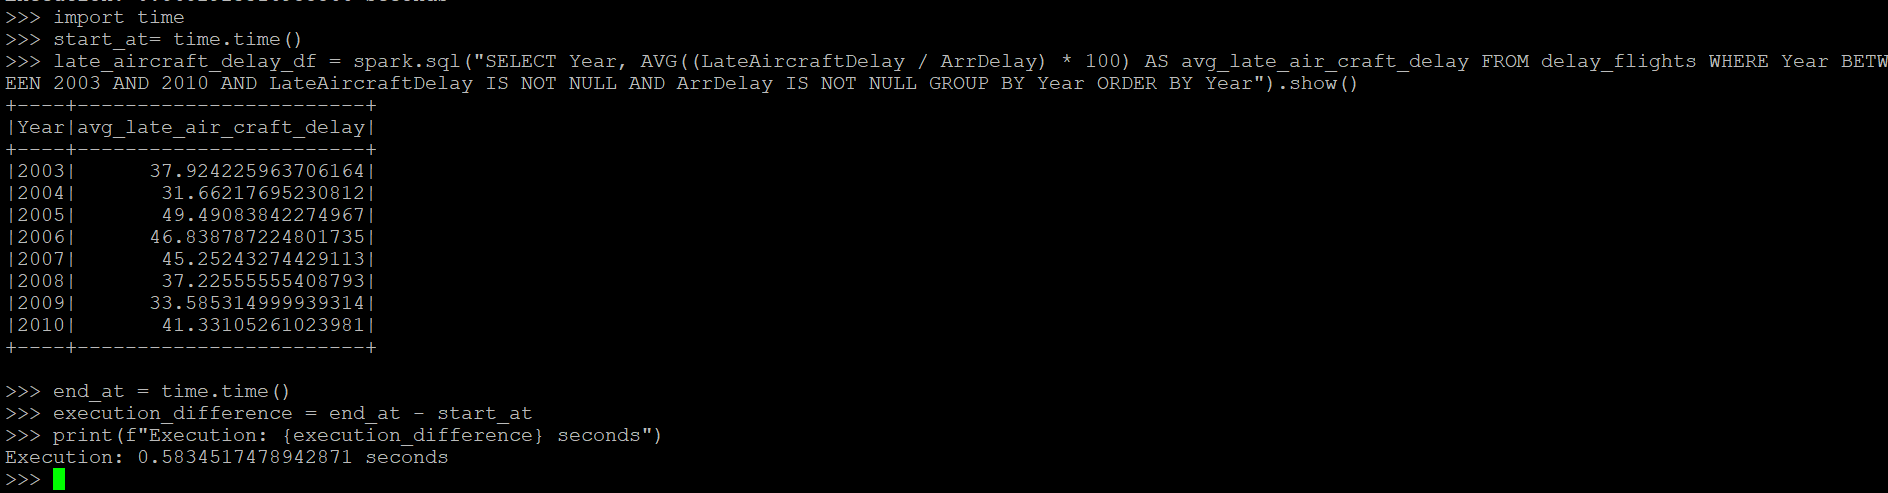 >>> import time
>>> start_at= time.time()
>>> late_aircraft_delay_df = spark.sql("SELECT Year, AVG((LateAircraftDelay / ArrDelay) * 100) AS avg_late_air_craft_delay FROM delay_flights WHERE Year BETW
EEN 2003 AND 2010 AND LateAircraftDelay IS NOT NULL AND ArrDelay IS NOT NULL GROUP BY Year ORDER BY Year").show()
+----+------------------------+
|Year|avg_late_air_craft_delay|
+----+------------------------+
|2003|      37.924225963706164|
|2004|       31.66217695230812|
|2005|       49.49083842274967|
|2006|      46.838787224801735|
|2007|       45.25243274429113|
|2008|       37.22555555408793|
|2009|      33.585314999939314|
|2010|       41.33105261023981|
+----+------------------------+
>>> end_at = time.time()
>>> execution_difference = end_at - start_at
>>> print(f"Execution: {execution_difference} seconds")
Execution: 0.5834517478942871 seconds
>>>